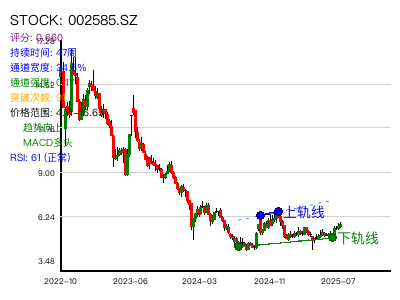 STOCK: 002585.SZ
评分: 0.660
17.28
持续时间: 47周
通道宽度:
14.52
通道强度:
突破次数:
价格范围:
趋势向上
MACD多头
RSI: 61 (正常)
9.00
6.24
3.48
上轨线
下轨线
2022-10
2023-06
2024-03
2024-11
2025-07